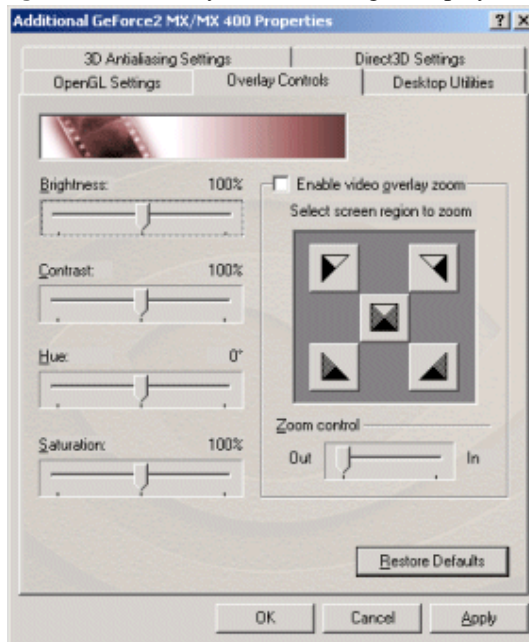 Additional GeForce2 MX/MX 400 Properties
3D Antialiasing Settings
Direct3D Settings
OpenGL Settings
Overlay Controls
Desktop Utilities
Brightness: 100%
Contrast: 100%
Hue: 0°
Saturation: 100%
Enable video overlay zoom
Select screen region to zoom
Zoom control
Out
In
Restore Defaults
OK
Cancel
Apply